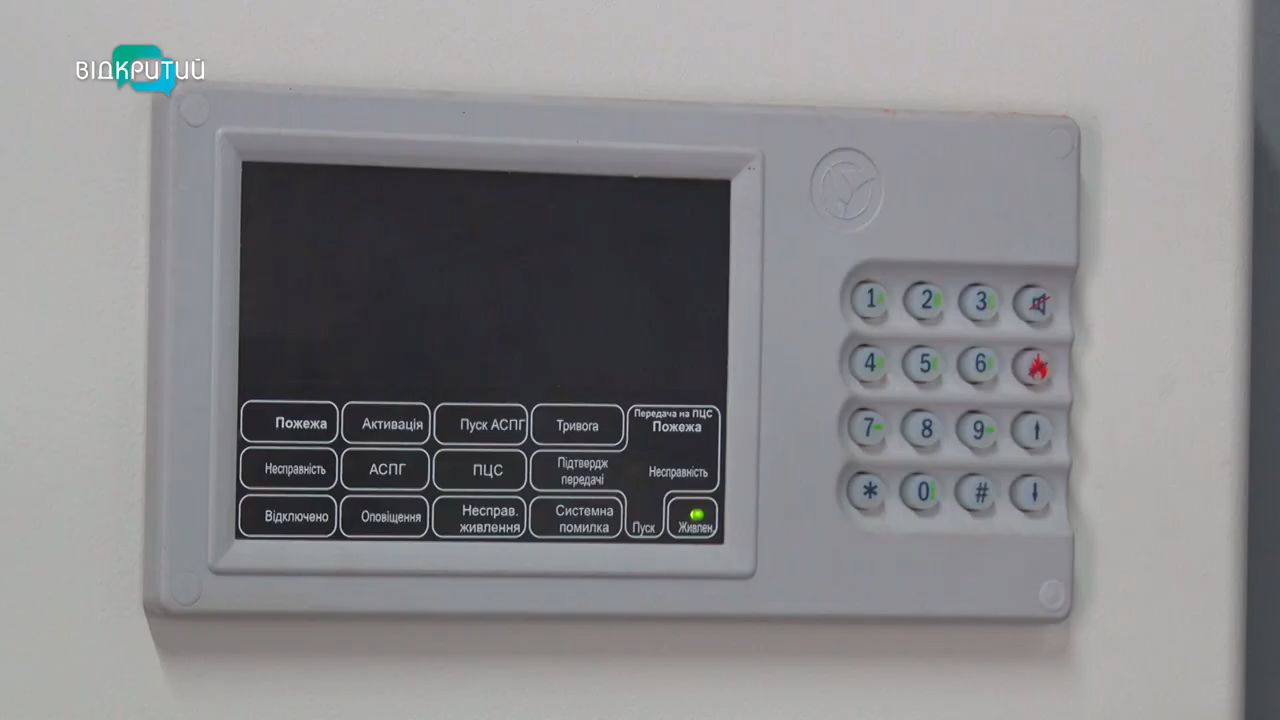 ВІДКРИТИЙ
1 2 3
4 5 6
7 8 9
* 0 #
Пожежа
Активація
Пуск АСПГ
Тривога
Передача на ПЦС
Пожежа
Несправність
АСПГ
ПЦС
Підтвердж
передачі
Несправність
Відключено
Оповіщення
Несправ.
живлення
Системна
помилка
Пуск
Живлен.